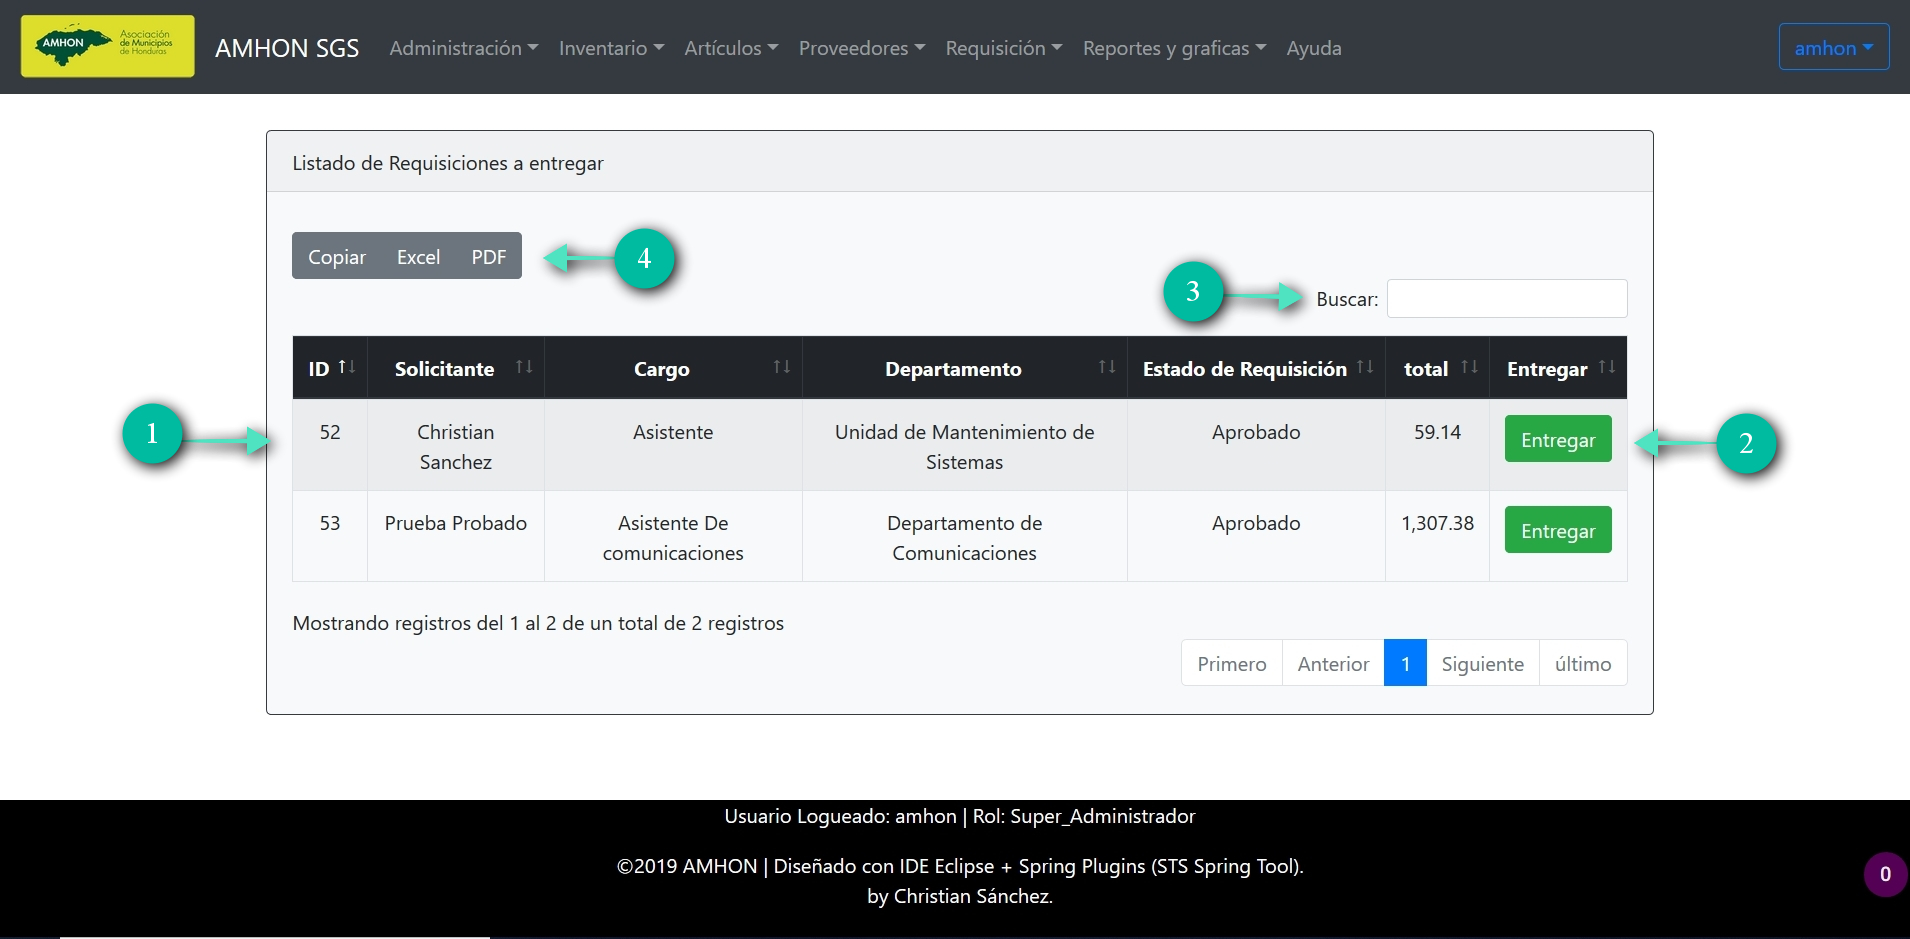 AMHON
Asociación
de Municipios
de Honduras
AMHON SGS Administración Inventario Artículos Proveedores Requisición Reportes y graficas Ayuda amhon
Listado de Requisiciones a entregar
Copiar Excel PDF 4
3 Buscar:
ID Solicitante Cargo Departamento Estado de Requisición total Entregar
1 52 Christian Sanchez Asistente Unidad de Mantenimiento de Sistemas Aprobado 59.14 Entregar 2
53 Prueba Probado Asistente De comunicaciones Departamento de Comunicaciones Aprobado 1,307.38 Entregar
Mostrando registros del 1 al 2 de un total de 2 registros
Primero Anterior 1 Siguiente último
Usuario Logueado: amhon | Rol: Super_Administrador
©2019 AMHON | Diseñado con IDE Eclipse + Spring Plugins (STS Spring Tool).
by Christian Sánchez.
0